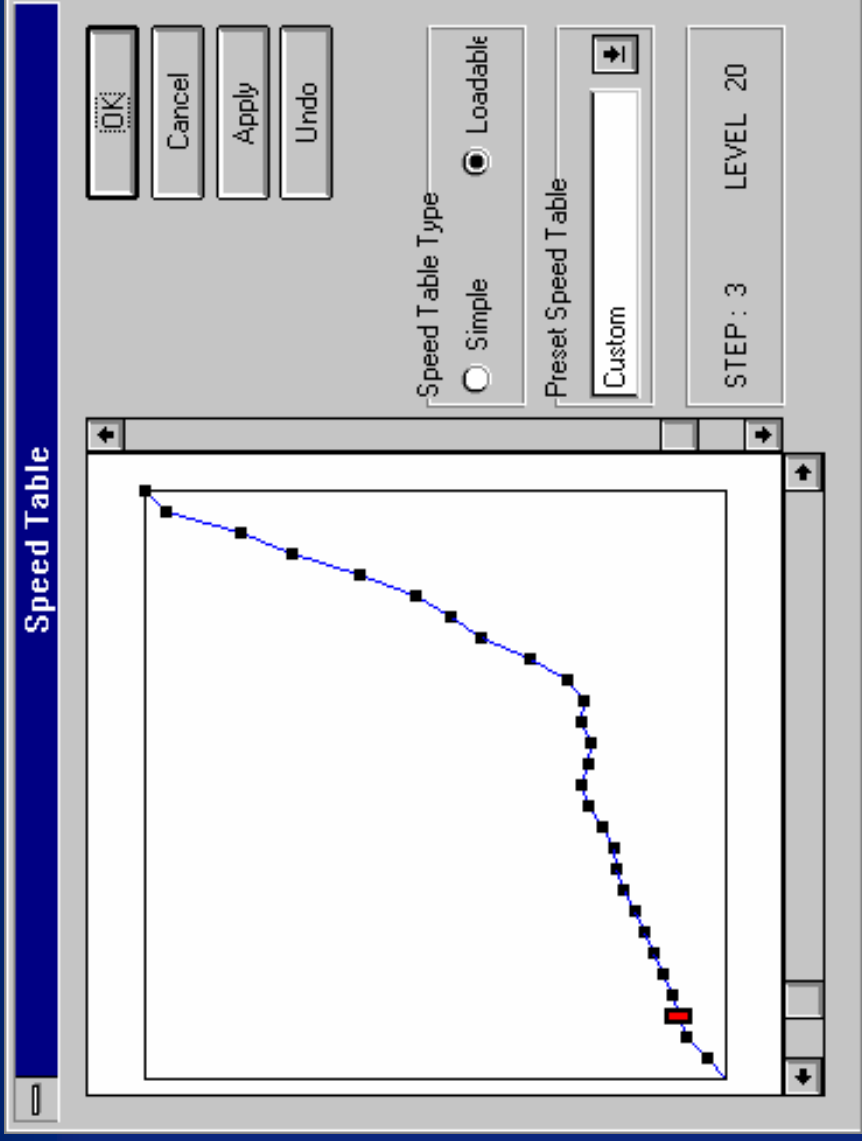 Speed Table
OK
Cancel
Apply
Undo
Speed Table Type
Simple
Loadable
Preset Speed Table
Custom
STEP : 3 LEVEL 20